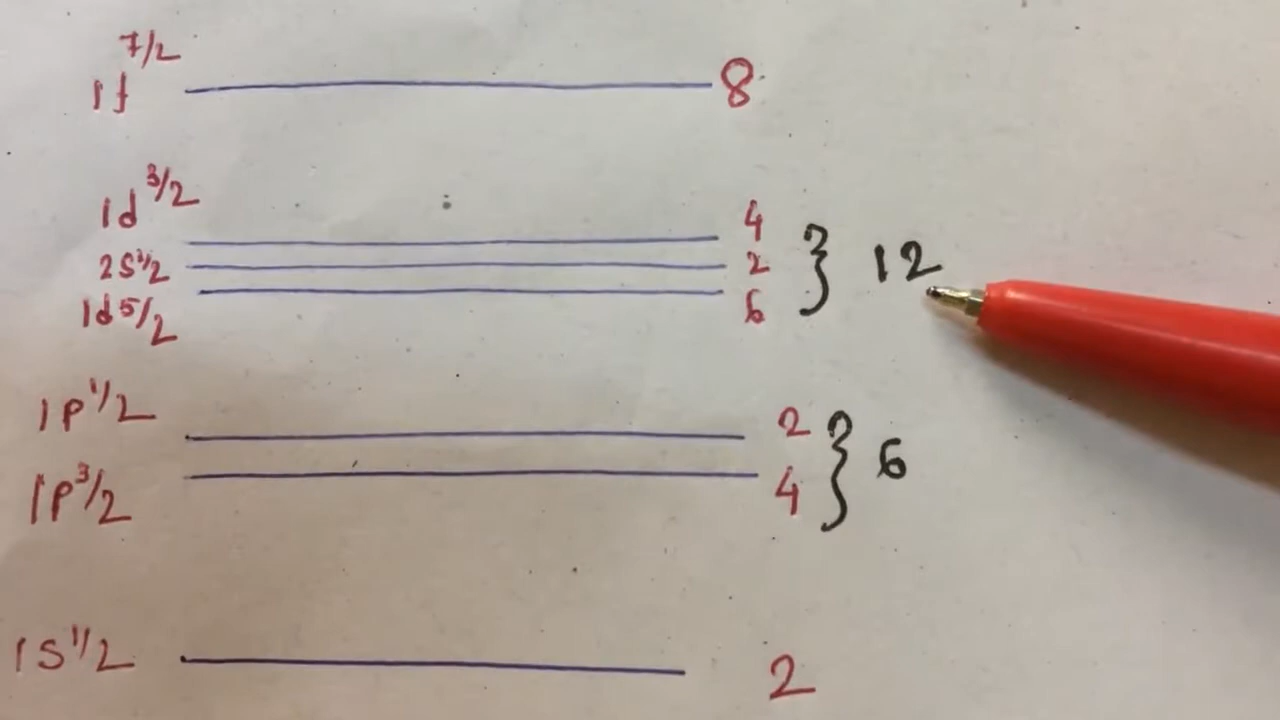 1f 7/2 8
1d 3/2 4
2s 1/2 2 } 12
1d 5/2 6
1p 1/2 2
} 6
1p 3/2 4
1s 1/2 2